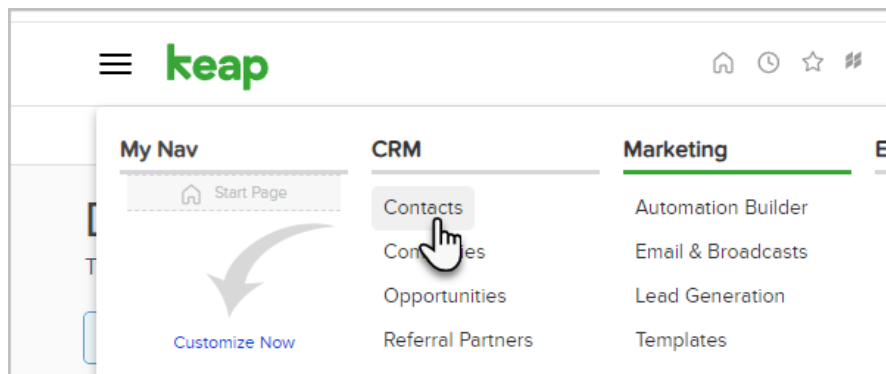 keap
My Nav
Start Page
Customize Now
CRM
Contacts
Opportunities
Referral Partners
Marketing
Automation Builder
Email & Broadcasts
Lead Generation
Templates